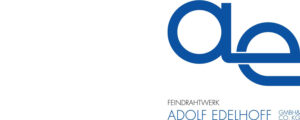 ae
FEINDRAHTWERK
ADOLF EDELHOFF GMBH &
CO. KG